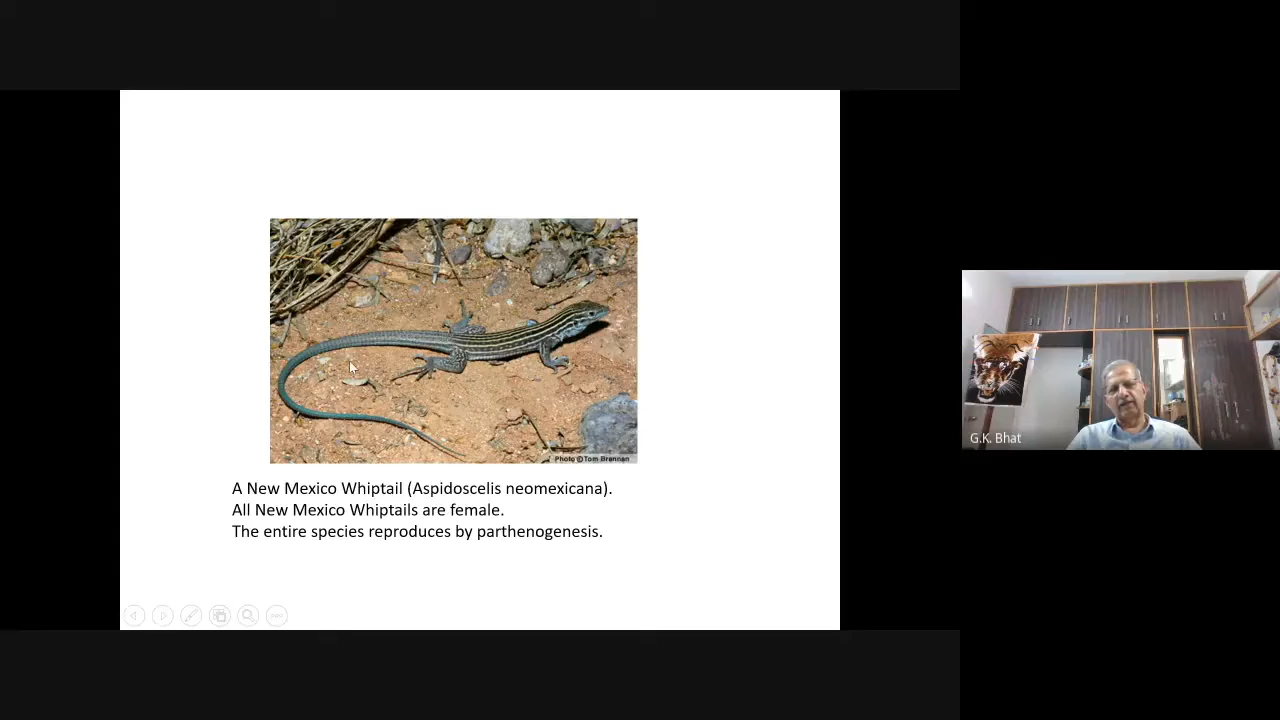 Photo © Tom Brennan
A New Mexico Whiptail (Aspidoscelis neomexicana).
All New Mexico Whiptails are female.
The entire species reproduces by parthenogenesis.
G.K. Bhat